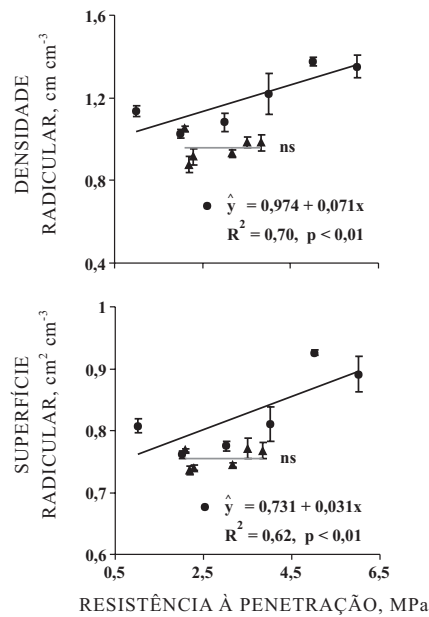 1,6
1,2
0,8
0,4
DENSIDADE
RADICULAR, cm cm-3
ns
ŷ = 0,974 + 0,071x
R2 = 0,70, p < 0,01
1
0,9
0,8
0,7
0,6
SUPERFÍCIE
RADICULAR, cm2 cm-3
ns
ŷ = 0,731 + 0,031x
R2 = 0,62, p < 0,01
0,5 2,5 4,5 6,5
RESISTÊNCIA À PENETRAÇÃO, MPa